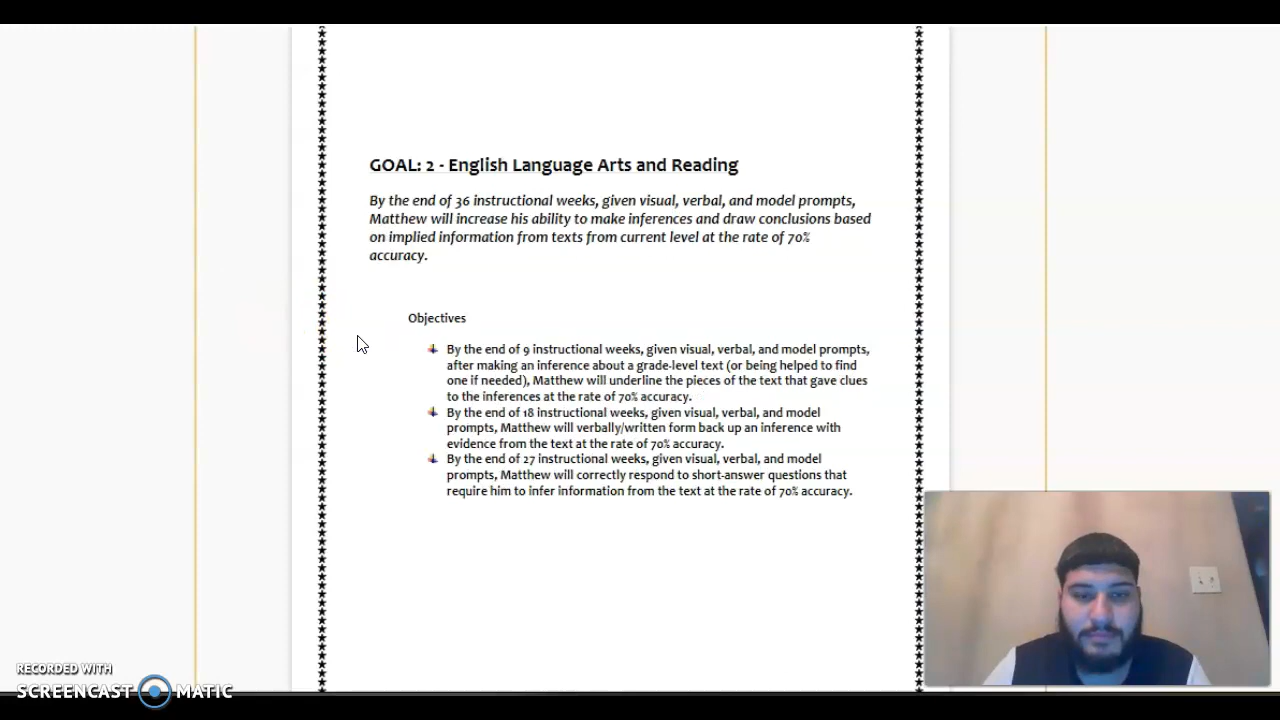 GOAL: 2 - English Language Arts and Reading
By the end of 36 instructional weeks, given visual, verbal, and model prompts,
Matthew will increase his ability to make inferences and draw conclusions based
on implied information from texts from current level at the rate of 70%
accuracy.
Objectives
By the end of 9 instructional weeks, given visual, verbal, and model prompts,
after making an inference about a grade-level text (or being helped to find
one if needed), Matthew will underline the pieces of the text that gave clues
to the inferences at the rate of 70% accuracy.
By the end of 18 instructional weeks, given visual, verbal, and model
prompts, Matthew will verbally/written form back up an inference with
evidence from the text at the rate of 70% accuracy.
By the end of 27 instructional weeks, given visual, verbal, and model
prompts, Matthew will correctly respond to short-answer questions that
require him to infer information from the text at the rate of 70% accuracy.
RECORDED WITH
SCREENCAST MATIC